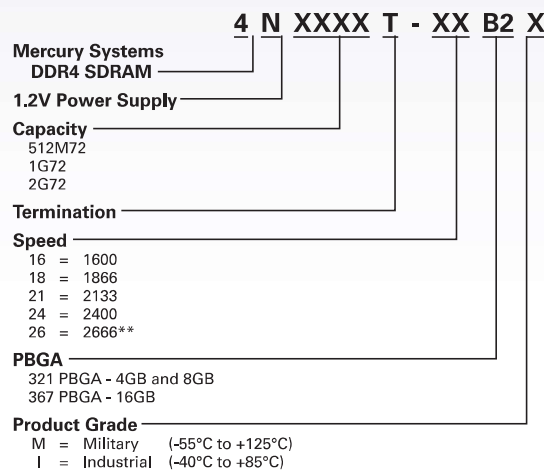 4 N XXXX T - XX B2 X
Mercury Systems
DDR4 SDRAM
1.2V Power Supply
Capacity
512M72
1G72
2G72
Termination
Speed
16 = 1600
18 = 1866
21 = 2133
24 = 2400
26 = 2666**
PBGA
321 PBGA - 4GB and 8GB
367 PBGA - 16GB
Product Grade
M = Military (-55°C to +125°C)
I = Industrial (-40°C to +85°C)